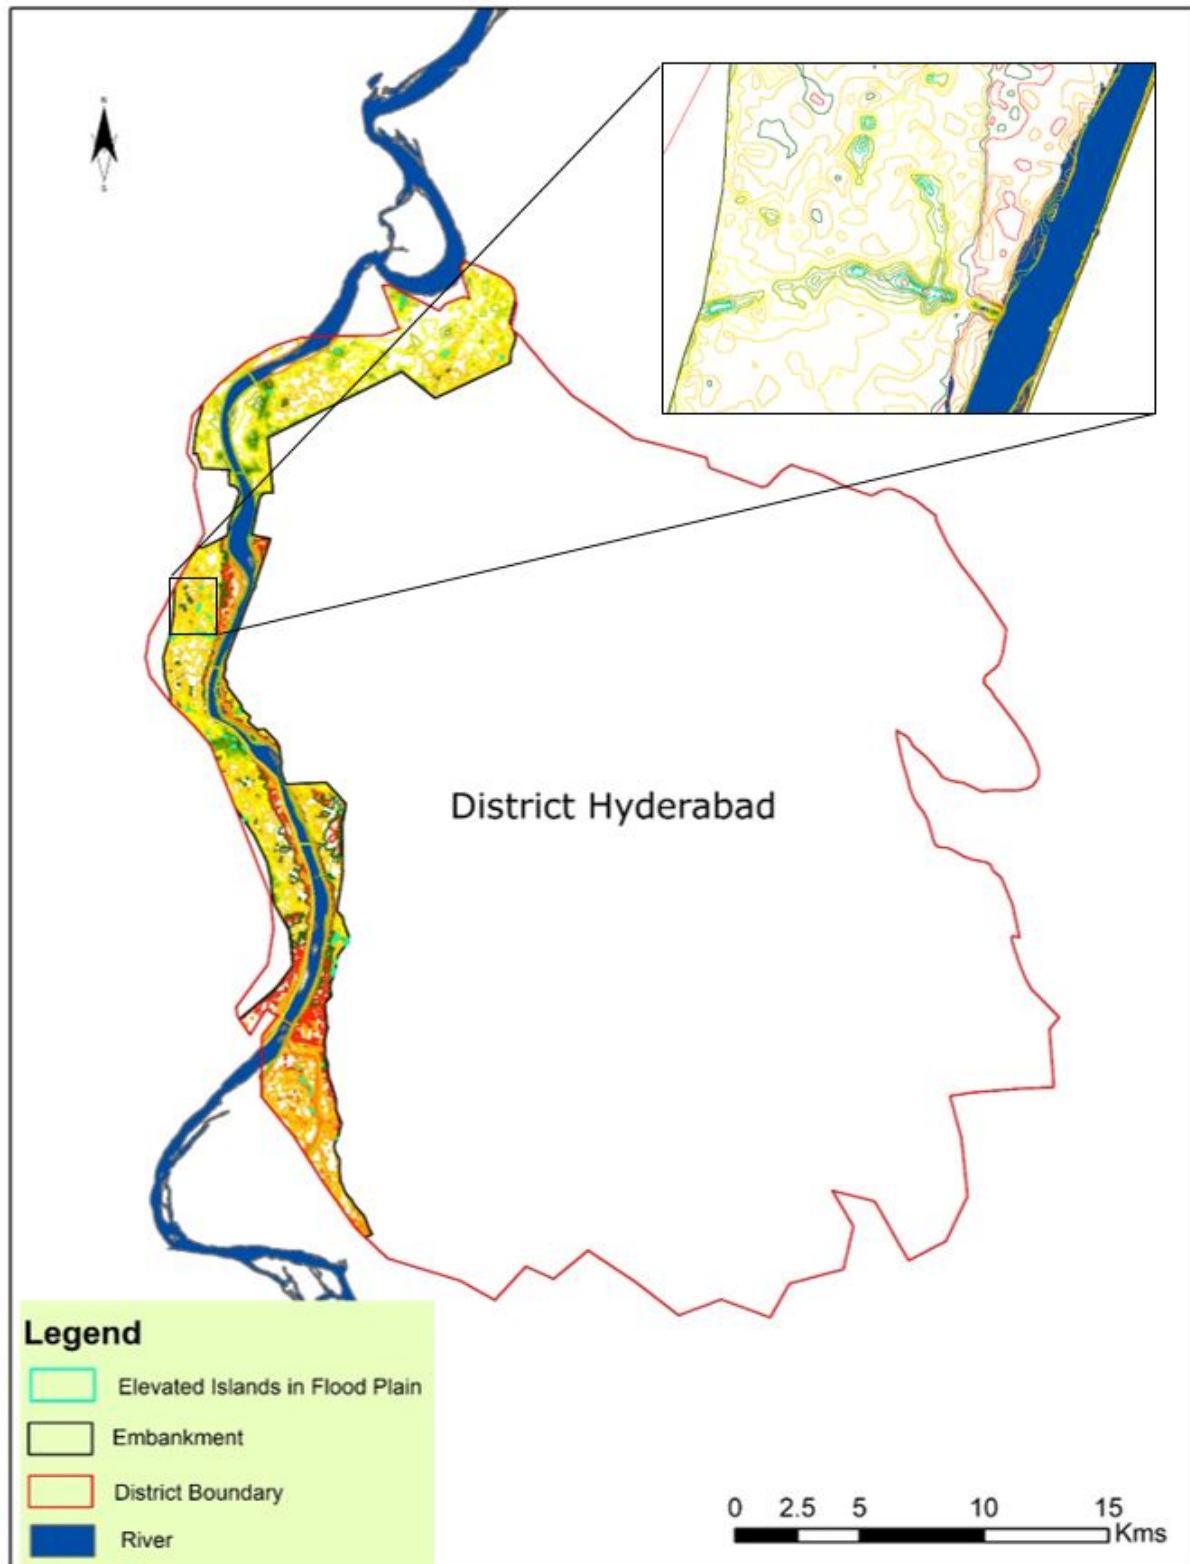 N
S
District Hyderabad
Legend
Elevated Islands in Flood Plain
Embankment
District Boundary
River
0 2.5 5 10 15
Kms